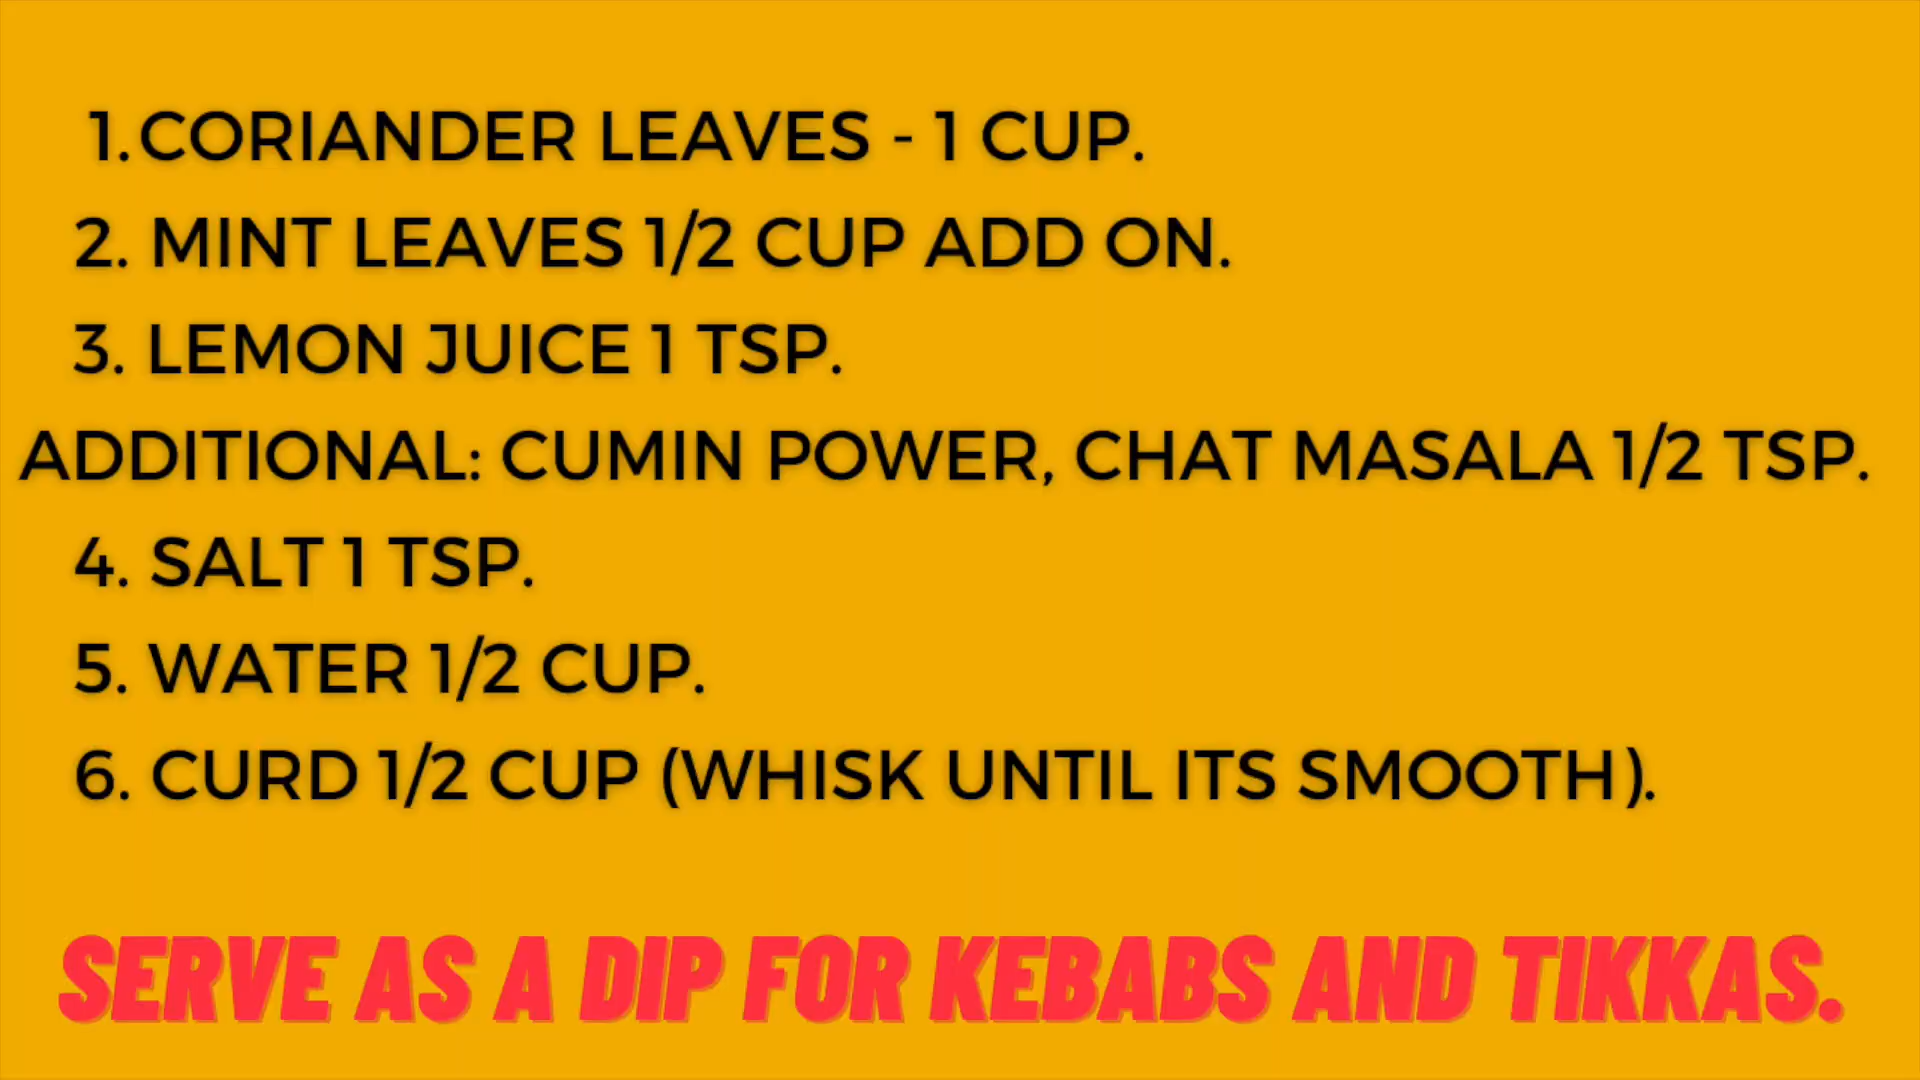 1.CORIANDER LEAVES - 1 CUP.
2. MINT LEAVES 1/2 CUP ADD ON.
3. LEMON JUICE 1 TSP.
ADDITIONAL: CUMIN POWER, CHAT MASALA 1/2 TSP.
4. SALT 1 TSP.
5. WATER 1/2 CUP.
6. CURD 1/2 CUP (WHISK UNTIL ITS SMOOTH).
SERVE AS A DIP FOR KEBABS AND TIKKAS.